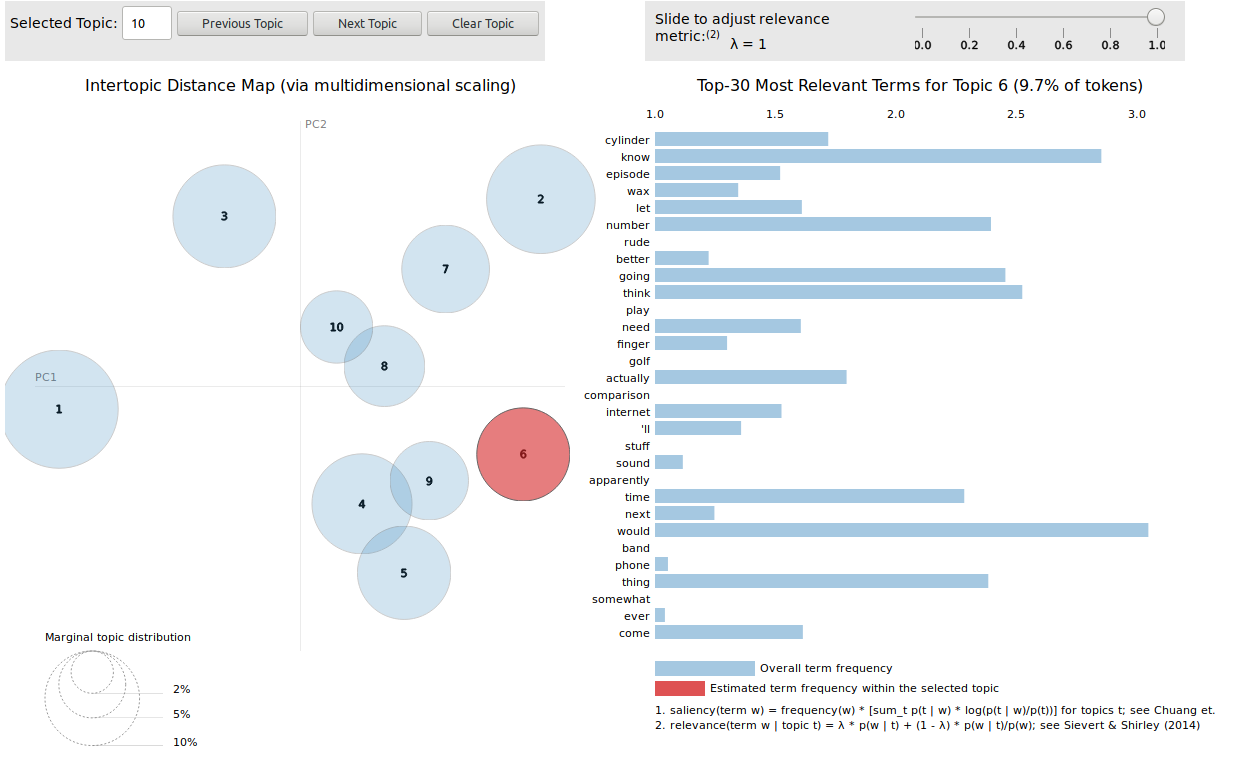 Selected Topic: 10 Previous Topic Next Topic Clear Topic
Slide to adjust relevance
metric:(2) λ = 1
0.0 0.2 0.4 0.6 0.8 1.0
Intertopic Distance Map (via multidimensional scaling)
PC2
PC1
3
2
7
10
8
1
6
9
4
5
Marginal topic distribution
2%
5%
10%
Top-30 Most Relevant Terms for Topic 6 (9.7% of tokens)
1.0 1.5 2.0 2.5 3.0
cylinder
know
episode
wax
let
number
rude
better
going
think
play
need
finger
golf
actually
comparison
internet
'll
stuff
sound
apparently
time
next
would
band
phone
thing
somewhat
ever
come
Overall term frequency
Estimated term frequency within the selected topic
1. saliency(term w) = frequency(w) * [sum_t p(t | w) * log(p(t | w)/p(t))] for topics t; see Chuang et.
2. relevance(term w | topic t) = λ * p(w | t) + (1 - λ) * p(w | t)/p(w); see Sievert & Shirley (2014)